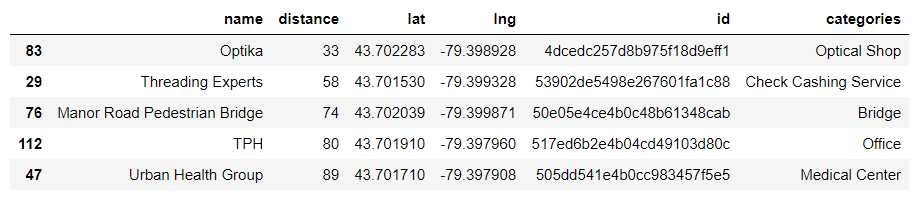 name distance lat lng id categories
83 Optika 33 43.702283 -79.398928 4dcedc257d8b975f18d9eff1 Optical Shop
29 Threading Experts 58 43.701530 -79.399328 53902de5498e267601fa1c88 Check Cashing Service
76 Manor Road Pedestrian Bridge 74 43.702039 -79.399871 50e05e4ce4b0c48b61348cab Bridge
112 TPH 80 43.701910 -79.397960 517ed6b2e4b04cd49103d80c Office
47 Urban Health Group 89 43.701710 -79.397908 505dd541e4b0cc983457f5e5 Medical Center